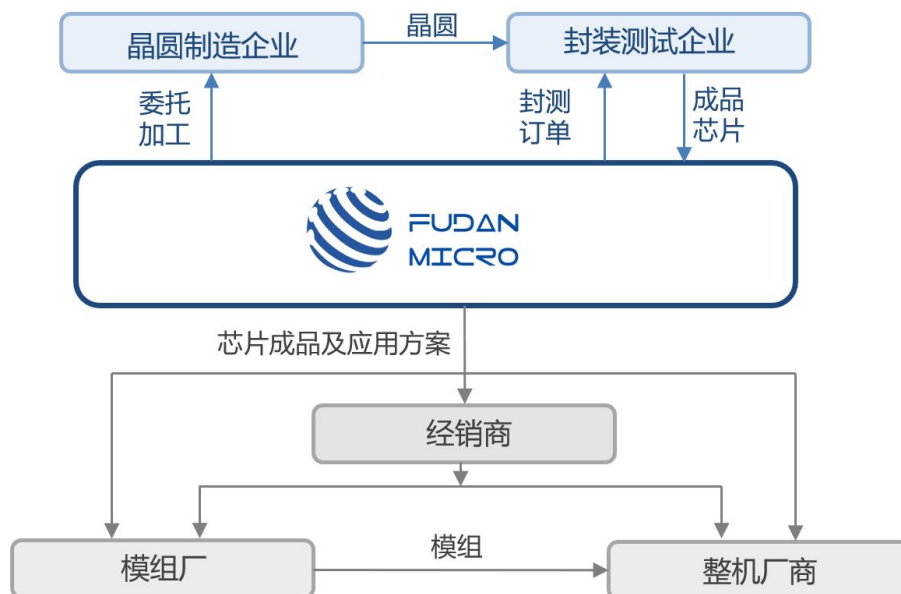 晶圆制造企业
晶圆
封装测试企业
委托
加工
封测
订单
成品
芯片
FUDAN
MICRO
芯片成品及应用方案
经销商
模组厂
模组
整机厂商